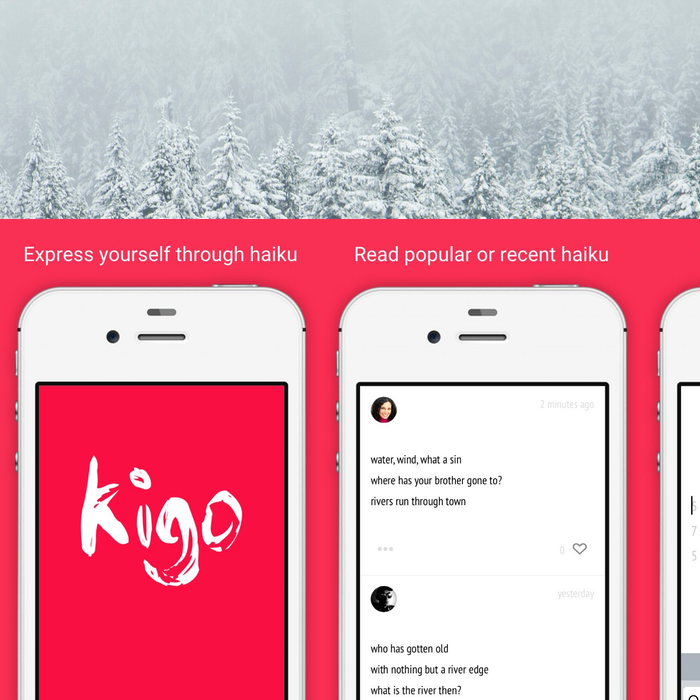 Express yourself through haiku
Read popular or recent haiku
kigo
2 minutes ago
water, wind, what a sin
where has your brother gone to?
rivers run through town
0
yesterday
who has gotten old
with nothing but a river edge
what is the river then?
5
7
5